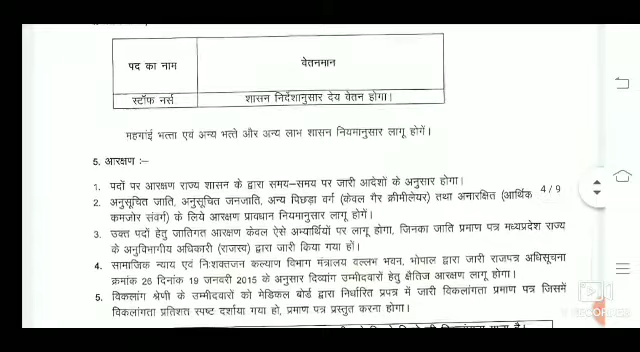 पद का नाम
वेतनमान
स्टॉफ नर्स
शासन निर्देशानुसार देय वेतन होगा।
महगांई भत्ता एवं अन्य भत्ते और अन्य लाभ शासन नियमानुसार लागू होगें।
5. आरक्षण :–
1. पदों पर आरक्षण राज्य शासन के द्वारा समय–समय पर जारी आदेशों के अनुसार होगा।
2. अनुसूचित जाति, अनुसूचित जनजाति, अन्य पिछड़ा वर्ग (केवल गैर क्रीमीलेयर) तथा अनारक्षित (आर्थिक
कमजोर संवर्ग) के लिये आरक्षण प्रावधान नियमानुसार लागू होगें।
4 / 9
3. उक्त पदों हेतु जातिगत आरक्षण केवल ऐसे अभ्यार्थियों पर लागू होगा, जिनका जाति प्रमाण पत्र मध्यप्रदेश राज्य
के अनुविभागीय अधिकारी (राजस्व) द्वारा जारी किया गया हों।
4. सामाजिक न्याय एवं निःशक्तजन कल्याण विभाग मंत्रालय वल्लभ भवन, भोपाल द्वारा जारी राजपत्र अधिसूचना
क्रमांक 26 दिनांक 19 जनवरी 2015 के अनुसार दिव्यांग उम्मीदवारों हेतु क्षैतिज आरक्षण लागू होगा।
5. विकलांग श्रेणी के उम्मीदवारों को मेडिकल बोर्ड द्वारा निर्धारित प्रपत्र में जारी विकलांगता प्रमाण पत्र जिसमें
विकलांगता प्रतिशत स्पष्ट दर्शाया गया हो, प्रमाण पत्र प्रस्तुत करना होगा।